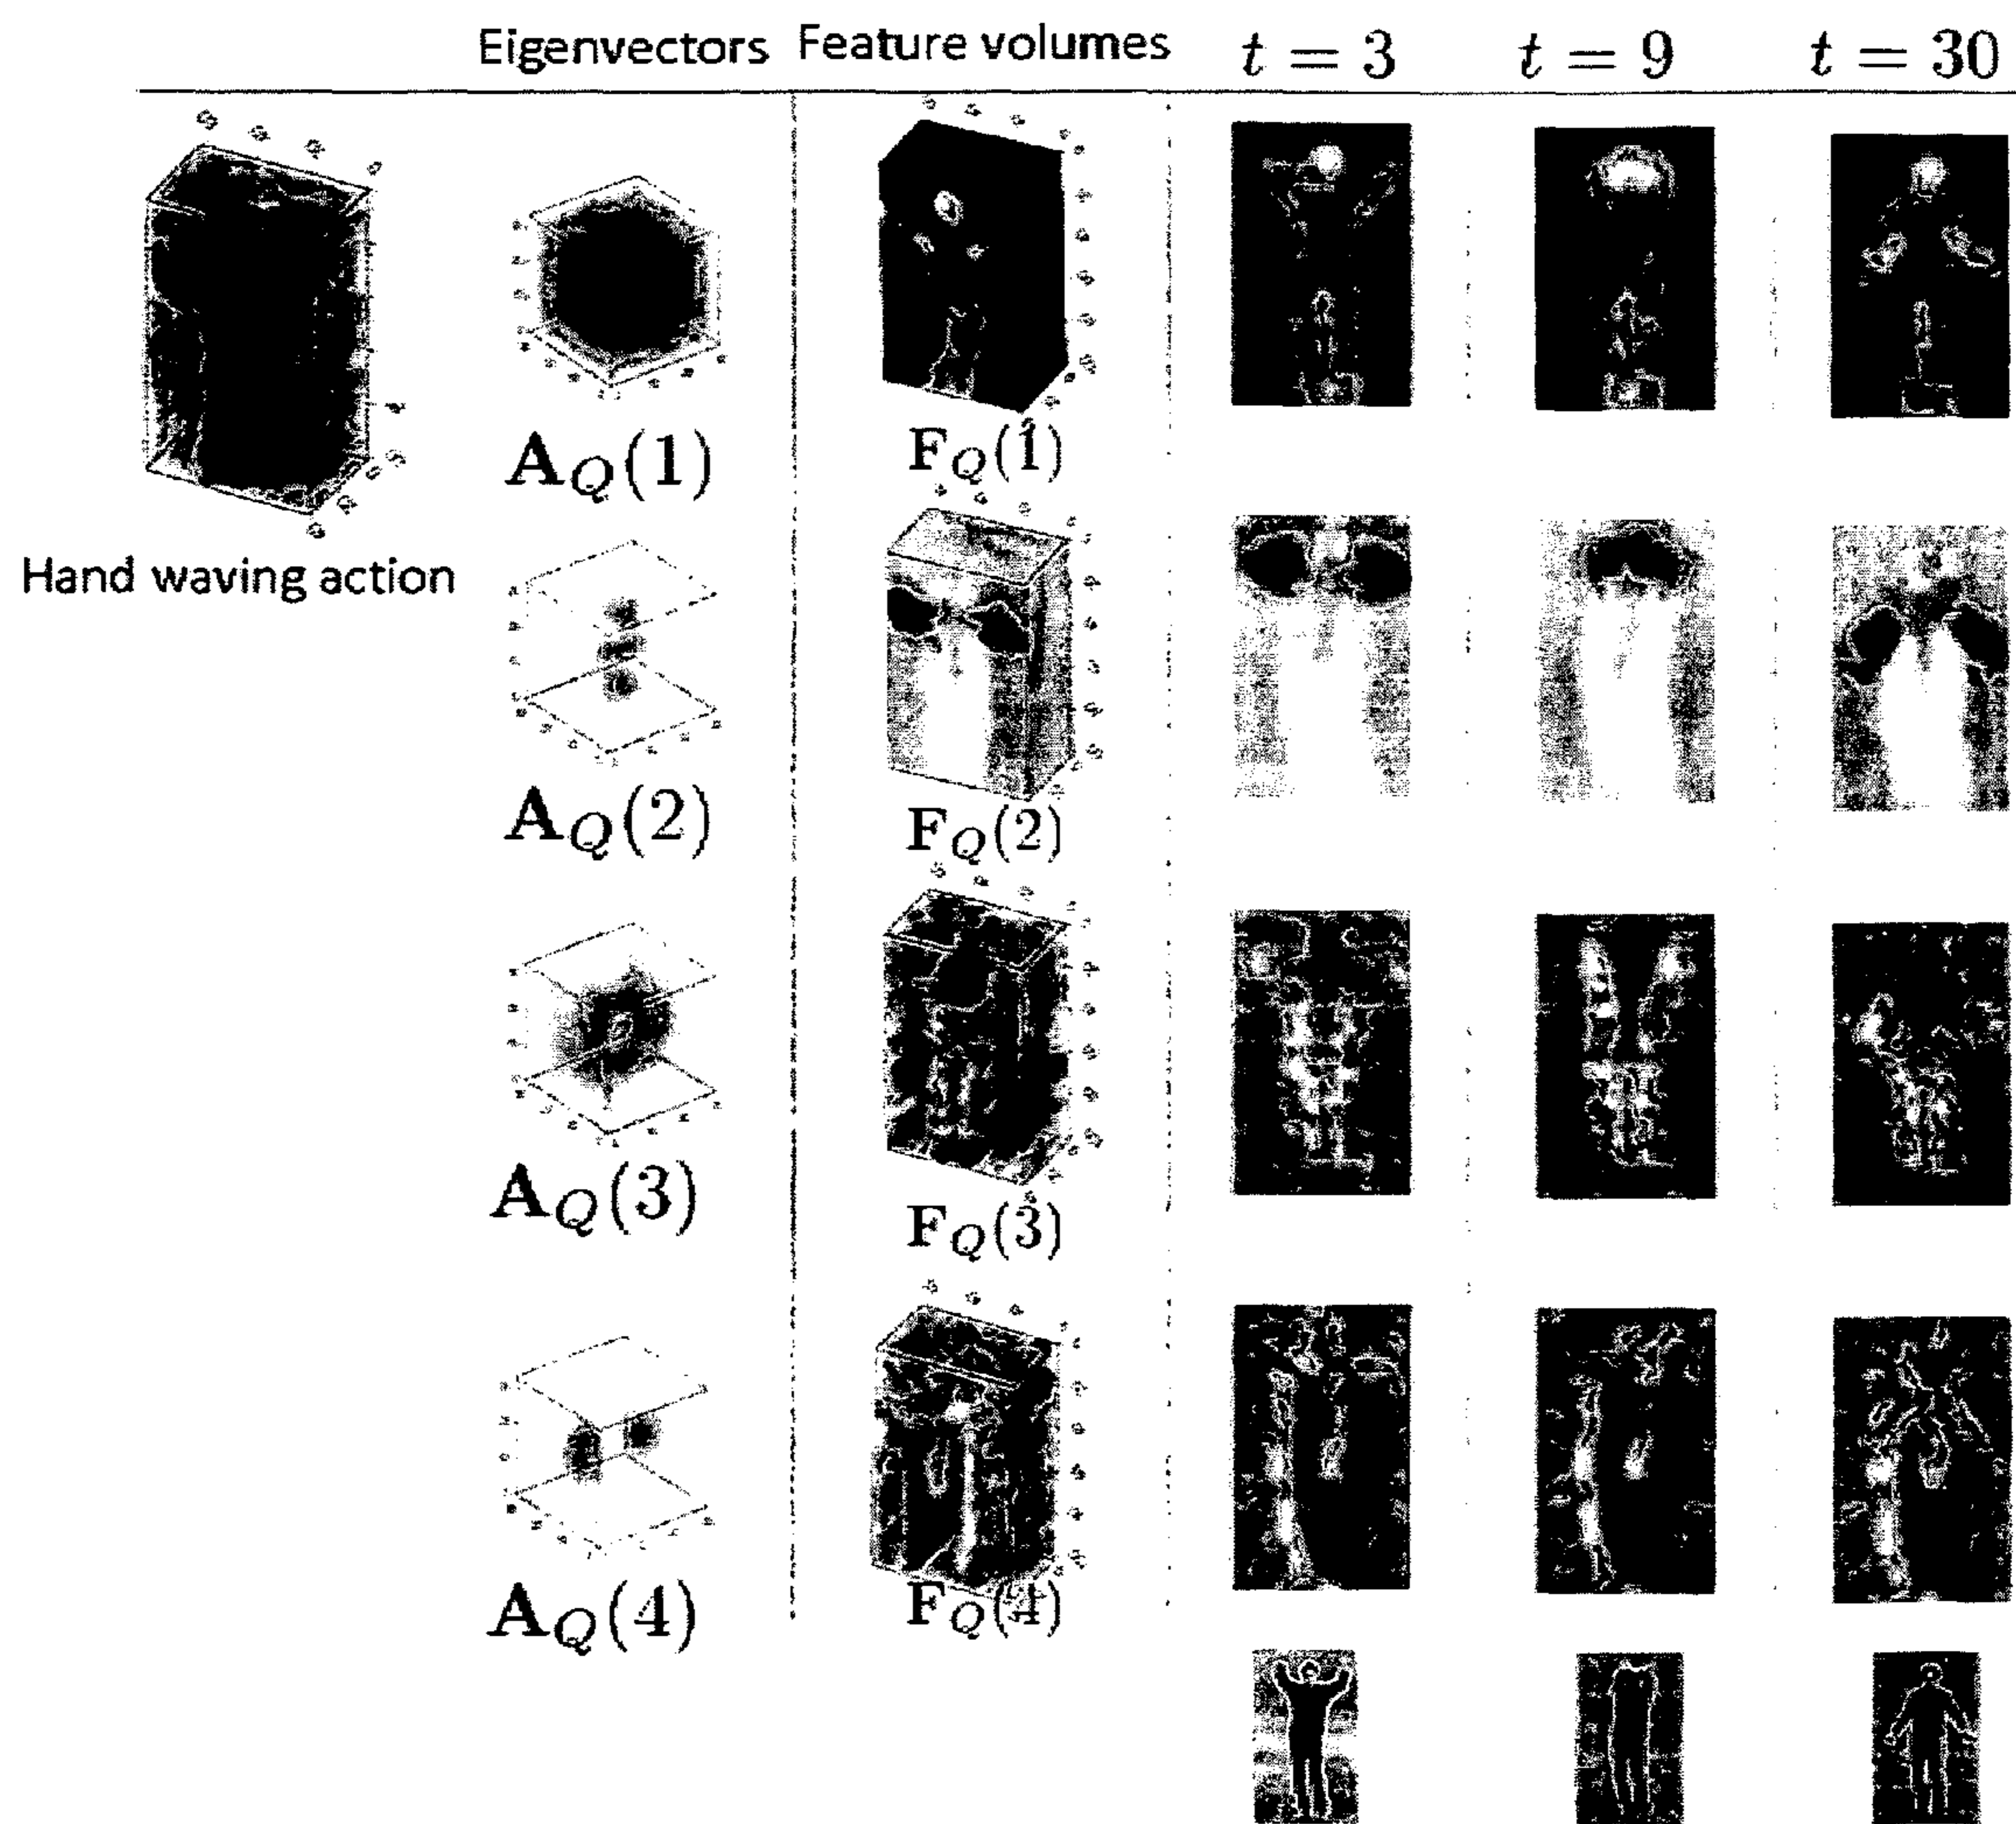 Eigenvectors Feature volumes t = 3 t = 9 t = 30
A_Q(1) F_Q(1)
Hand waving action
A_Q(2) F_Q(2)
A_Q(3) F_Q(3)
A_Q(4) F_Q(4)